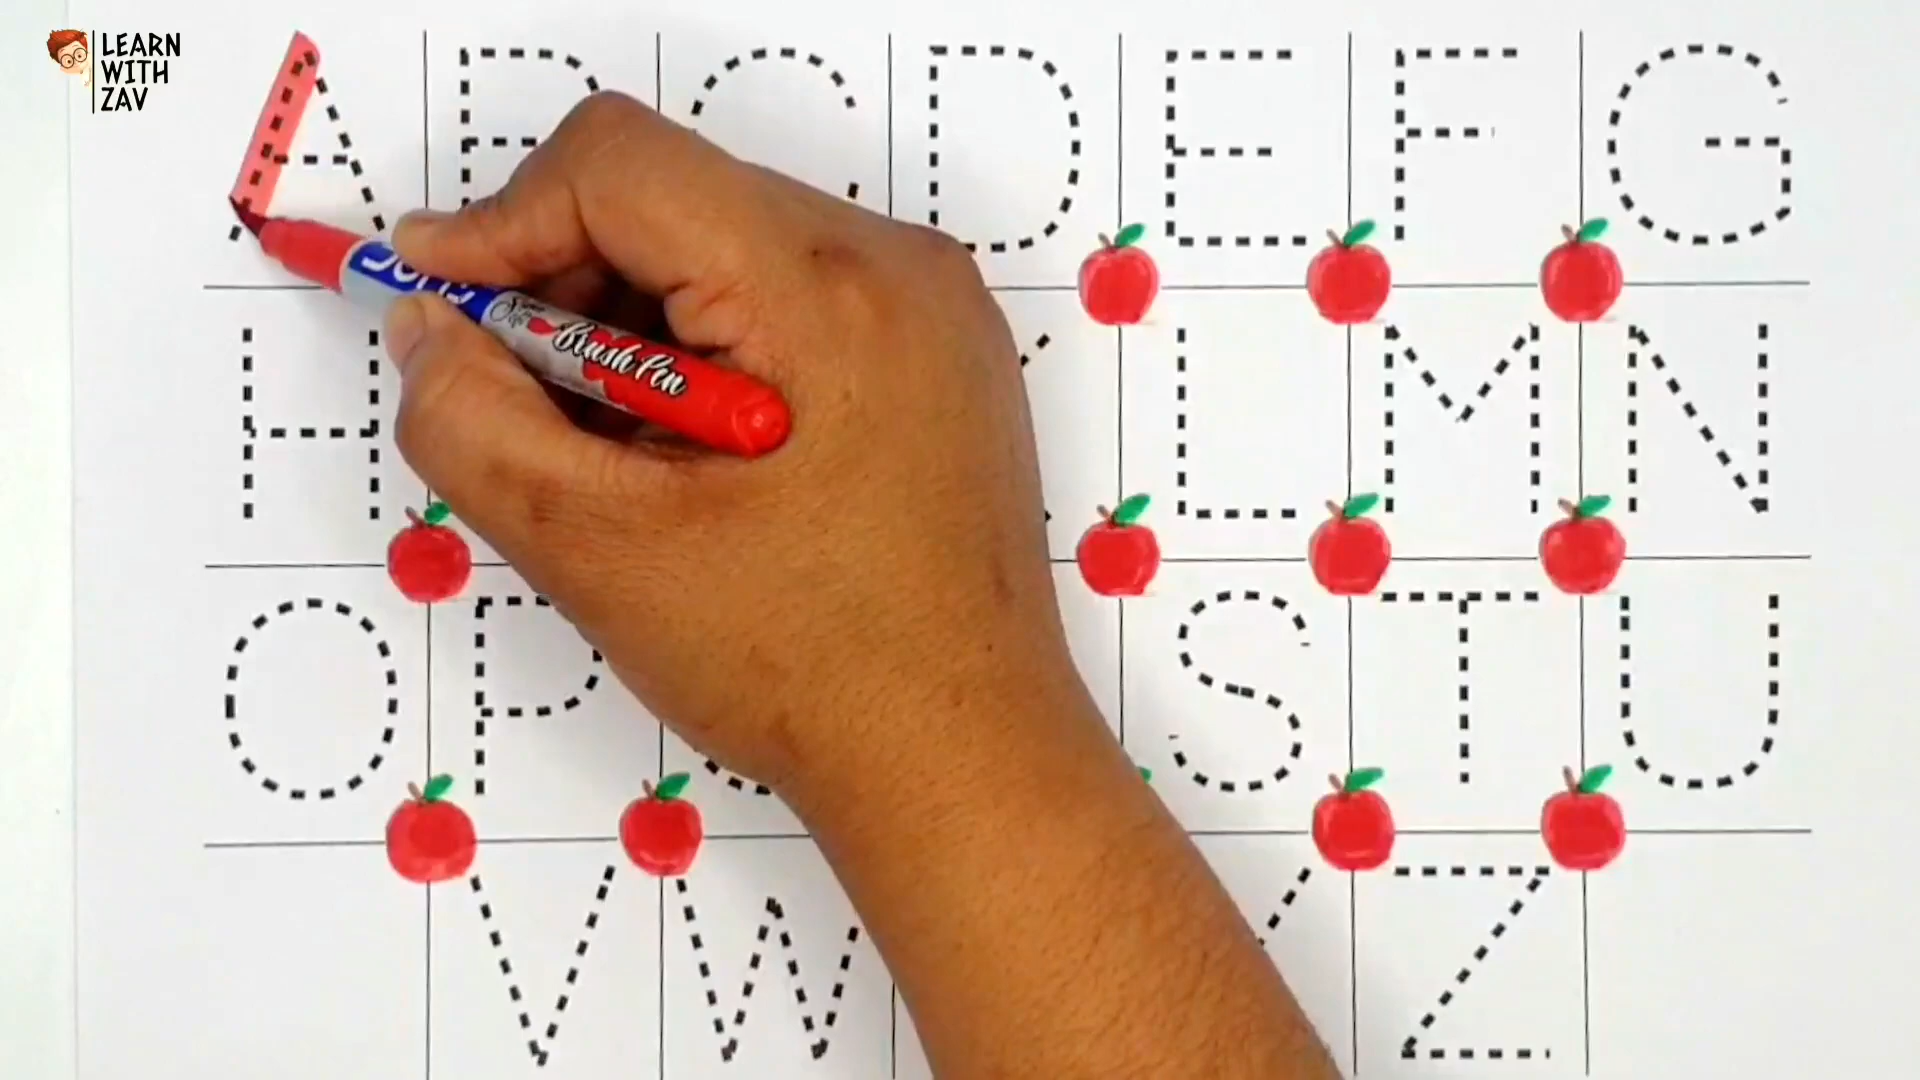 LEARN
WITH
ZAV
A B C D E F G
H L M N
O P S T U
V W Z
Brush Pen